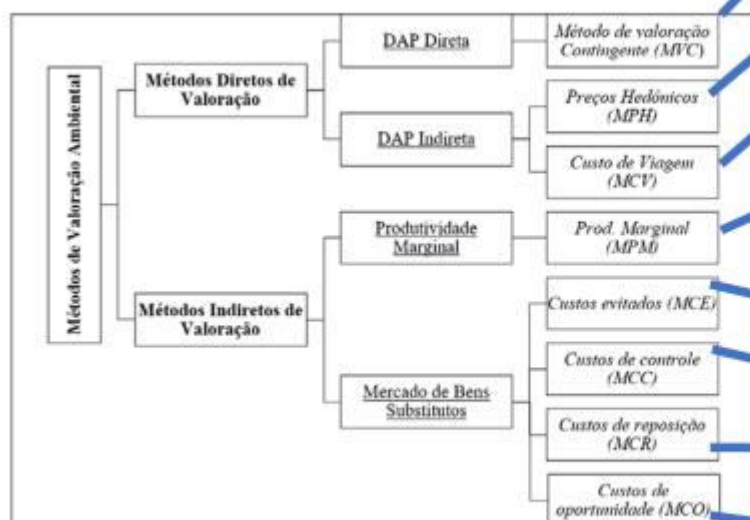 Métodos de Valoração Ambiental
Métodos Diretos de
Valoração
DAP Direta
Método de valoração
Contingente (MVC)
DAP Indireta
Preços Hedônicos
(MPH)
Custo de Viagem
(MCV)
Métodos Indiretos de
Valoração
Produtividade
Marginal
Prod. Marginal
(MPM)
Mercado de Bens
Substitutos
Custos evitados (MCE)
Custos de controle
(MCC)
Custos de reposição
(MCR)
Custos de
oportunidade (MCO)